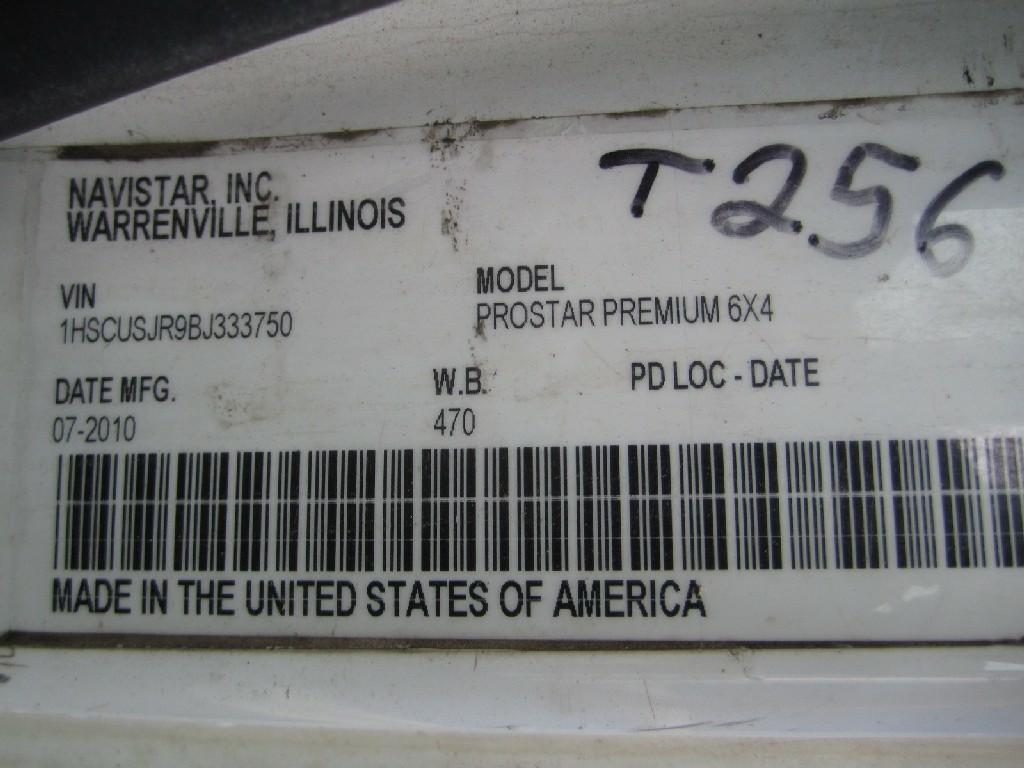 NAVISTAR, INC.
WARRENVILLE, ILLINOIS
T256
VIN
1HSCUSJR9BJ333750
MODEL
PROSTAR PREMIUM 6X4
DATE MFG.
07-2010
W.B.
470
PD LOC - DATE
MADE IN THE UNITED STATES OF AMERICA